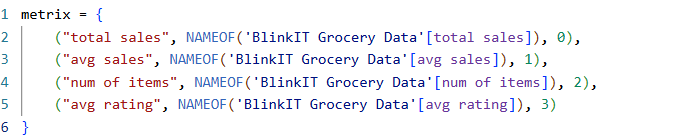 1 metrix = {
2     ("total sales", NAMEOF('BlinkIT Grocery Data'[total sales]), 0),
3     ("avg sales", NAMEOF('BlinkIT Grocery Data'[avg sales]), 1),
4     ("num of items", NAMEOF('BlinkIT Grocery Data'[num of items]), 2),
5     ("avg rating", NAMEOF('BlinkIT Grocery Data'[avg rating]), 3)
6 }